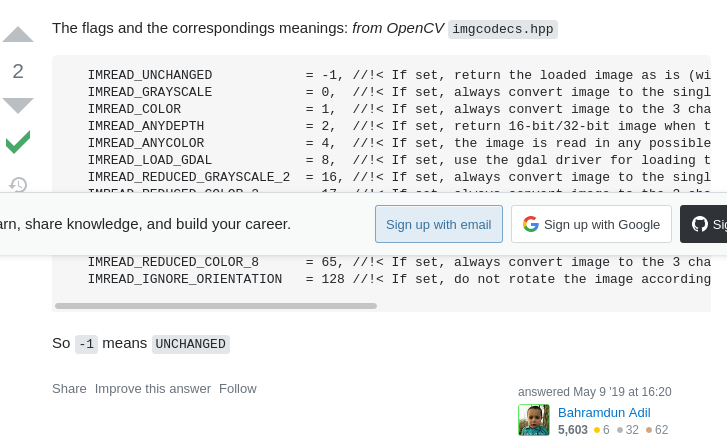 The flags and the correspondings meanings: from OpenCV imgcodecs.hpp
2
IMREAD_UNCHANGED = -1, //!< If set, return the loaded image as is (wi
IMREAD_GRAYSCALE = 0, //!< If set, always convert image to the singl
IMREAD_COLOR = 1, //!< If set, always convert image to the 3 cha
IMREAD_ANYDEPTH = 2, //!< If set, return 16-bit/32-bit image when t
IMREAD_ANYCOLOR = 4, //!< If set, the image is read in any possible
IMREAD_LOAD_GDAL = 8, //!< If set, use the gdal driver for loading t
IMREAD_REDUCED_GRAYSCALE_2 = 16, //!< If set, always convert image to the singl
arn, share knowledge, and build your career. Sign up with email Sign up with Google Sig
IMREAD_REDUCED_COLOR_8 = 65, //!< If set, always convert image to the 3 cha
IMREAD_IGNORE_ORIENTATION = 128 //!< If set, do not rotate the image according
So -1 means UNCHANGED
Share Improve this answer Follow
answered May 9 '19 at 16:20
Bahramdun Adil
5,603 6 32 62